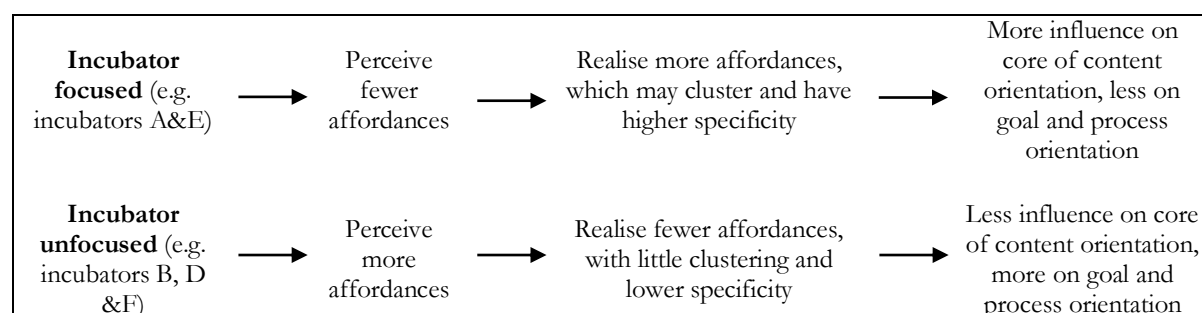 Incubator
focused (e.g.
incubators A&E)
Perceive
fewer
affordances
Realise more affordances,
which may cluster and have
higher specificity
More influence on
core of content
orientation, less on
goal and process
orientation
Incubator
unfocused (e.g.
incubators B, D
&F)
Perceive
more
affordances
Realise fewer affordances,
with little clustering and
lower specificity
Less influence on core
of content orientation,
more on goal and
process orientation